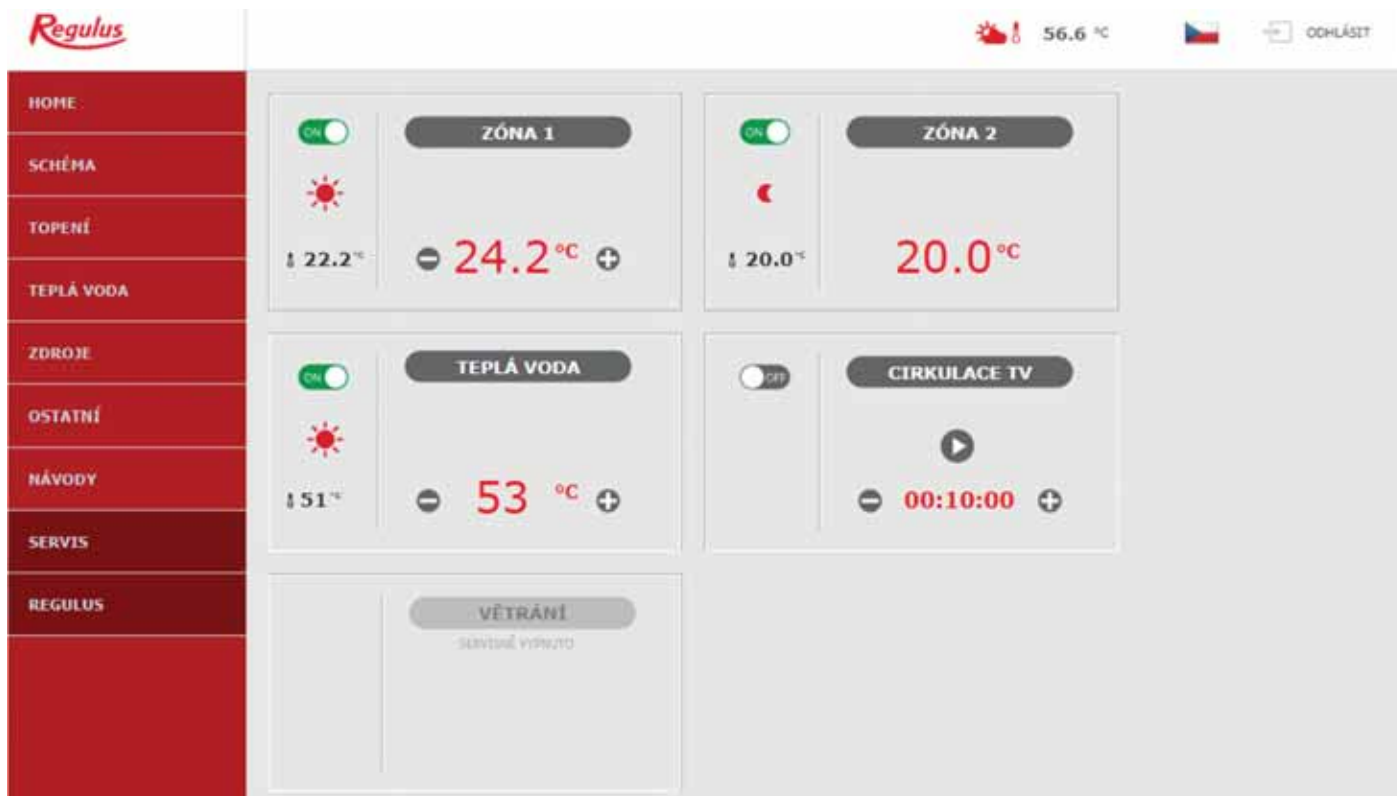 Regulus
56.6 °C
ODHLÁSIT
HOME
SCHÉMA
TOPENÍ
TEPLÁ VODA
ZDROJE
OSTATNÍ
NÁVODY
SERVIS
REGULUS
ON
ZÓNA 1
22.2 °C
24.2 °C
ON
ZÓNA 2
20.0 °C
20.0 °C
ON
TEPLÁ VODA
51 °C
53 °C
OFF
CIRKULACE TV
00:10:00
VĚTRÁNÍ
SERVISNĚ VYPNUTO